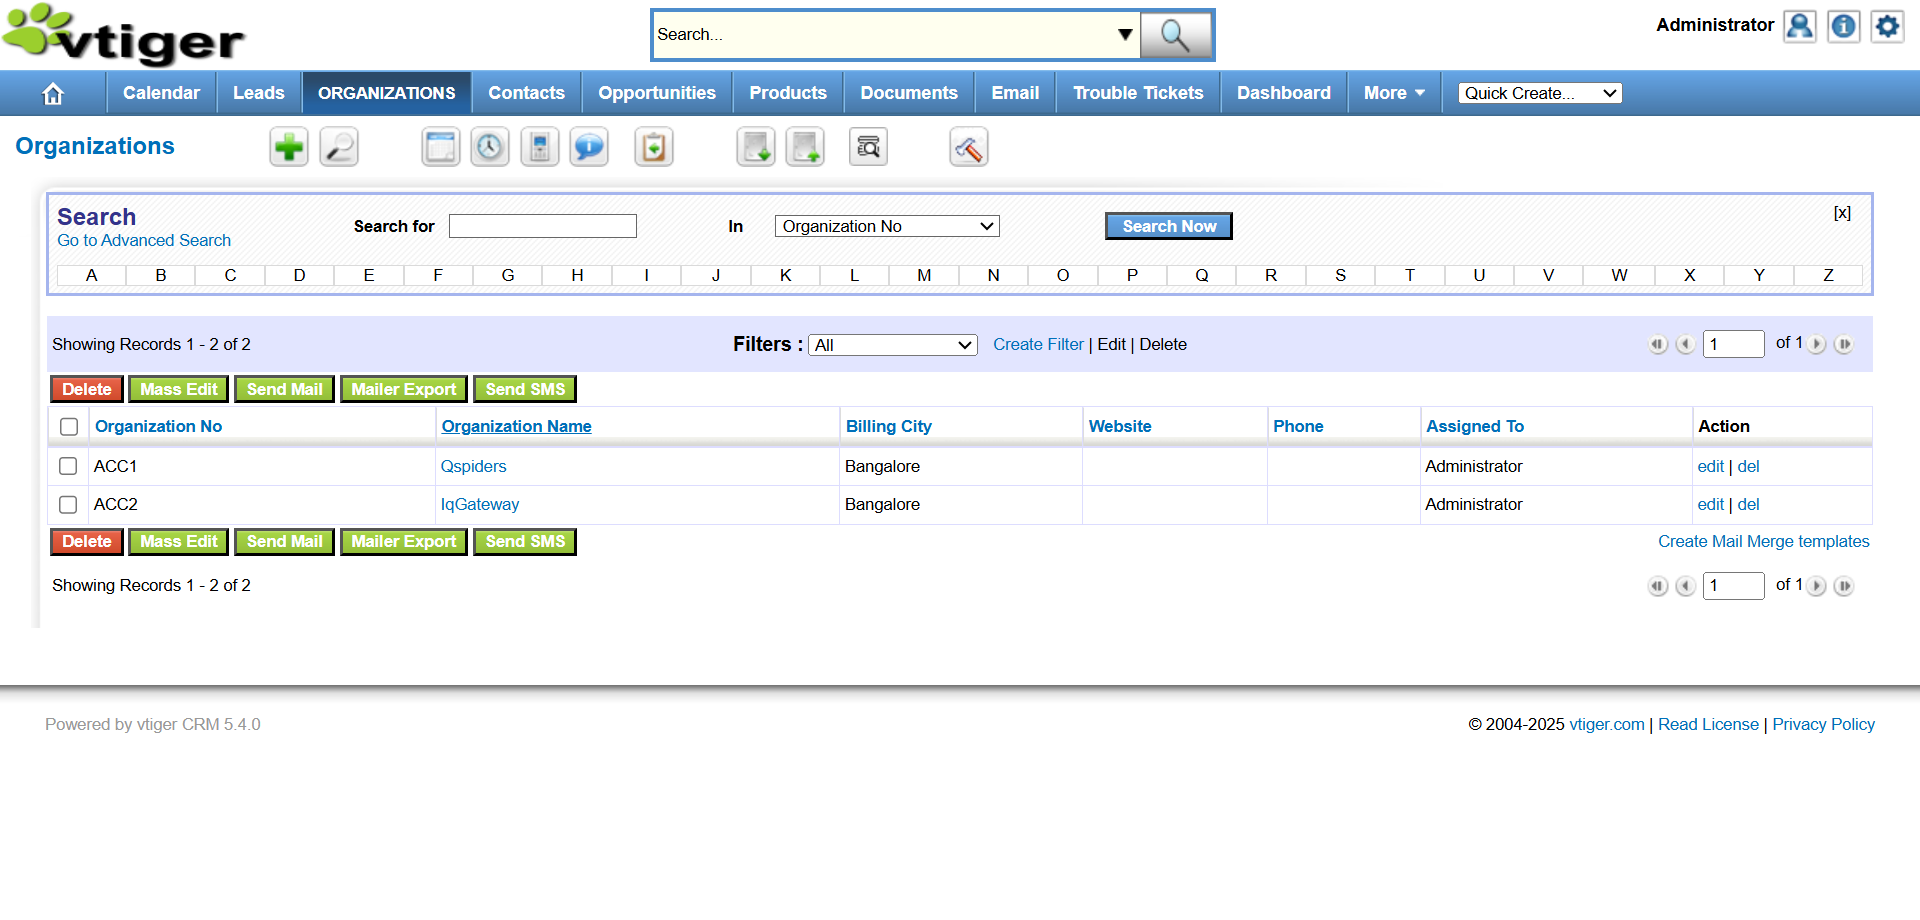 vtiger
Search...
Administrator
Calendar Leads ORGANIZATIONS Contacts Opportunities Products Documents Email Trouble Tickets Dashboard More Quick Create...
Organizations
Search
Go to Advanced Search
Search for
In
Organization No
Search Now
[x]
A B C D E F G H I J K L M N O P Q R S T U V W X Y Z
Showing Records 1 - 2 of 2
Filters : All
Create Filter | Edit | Delete
1 of 1
Delete Mass Edit Send Mail Mailer Export Send SMS
Organization No Organization Name Billing City Website Phone Assigned To Action
ACC1 Qspiders Bangalore Administrator edit | del
ACC2 IqGateway Bangalore Administrator edit | del
Delete Mass Edit Send Mail Mailer Export Send SMS
Create Mail Merge templates
Showing Records 1 - 2 of 2
1 of 1
Powered by vtiger CRM 5.4.0
© 2004-2025 vtiger.com | Read License | Privacy Policy